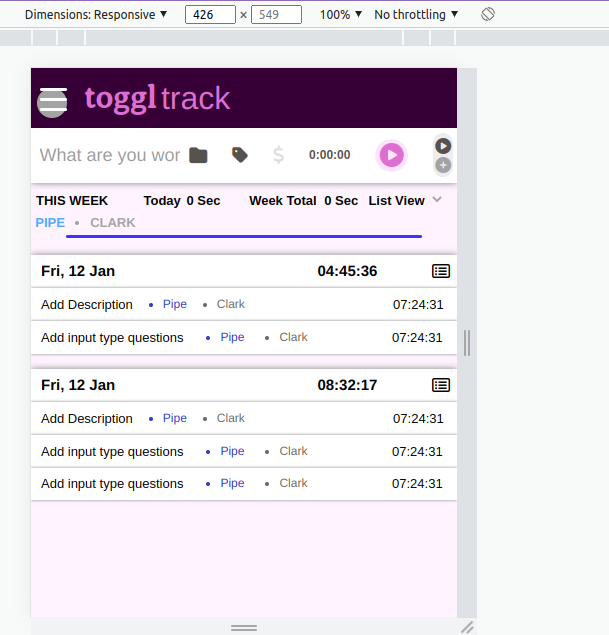 Dimensions: Responsive ▼ 426 × 549 100% ▼ No throttling ▼
toggl track
What are you wor $ 0:00:00
THIS WEEK Today 0 Sec Week Total 0 Sec List View
PIPE • CLARK
Fri, 12 Jan 04:45:36
Add Description • Pipe • Clark 07:24:31
Add input type questions • Pipe • Clark 07:24:31
Fri, 12 Jan 08:32:17
Add Description • Pipe • Clark 07:24:31
Add input type questions • Pipe • Clark 07:24:31
Add input type questions • Pipe • Clark 07:24:31